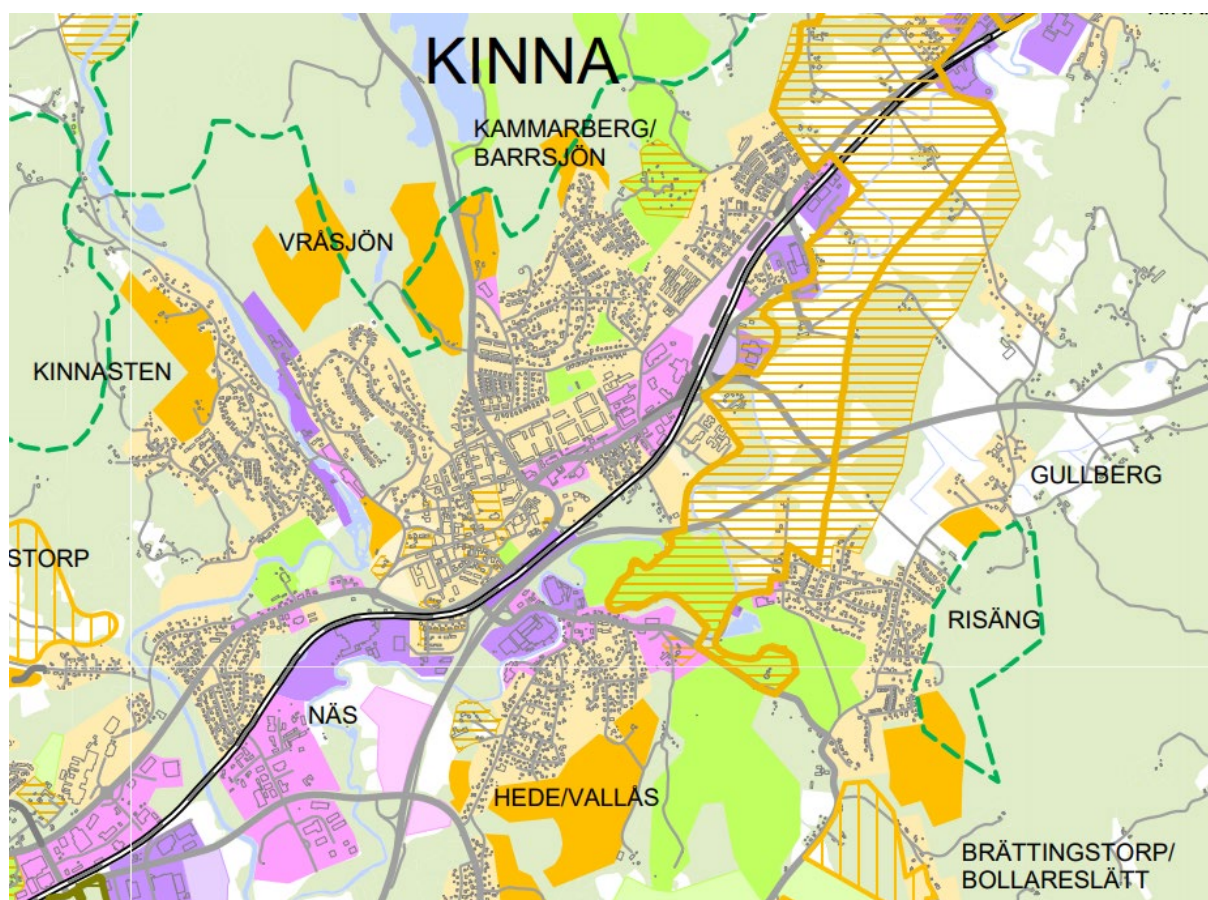 KINNA
KAMMARBERG/
BARRSJÖN
VRÅSJÖN
KINNASTEN
GULLBERG
STORP
RISÄNG
NÄS
HEDE/VALLÅS
BRÄTTINGSTORP/
BOLLARESLÄTT